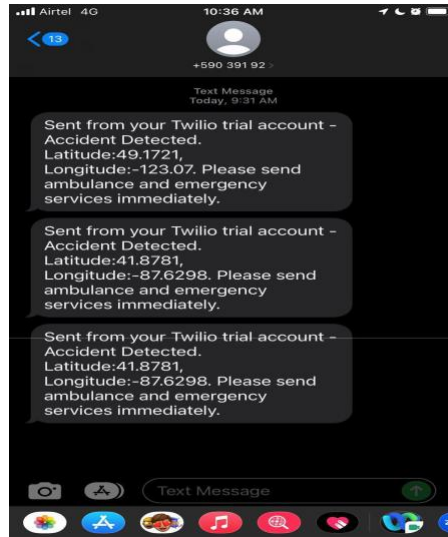 Airtel 4G
10:36 AM
13
+590 391 92 >
Text Message
Today, 9:31 AM
Sent from your Twilio trial account -
Accident Detected.
Latitude:49.1721,
Longitude:-123.07. Please send
ambulance and emergency
services immediately.
Sent from your Twilio trial account -
Accident Detected.
Latitude:41.8781,
Longitude:-87.6298. Please send
ambulance and emergency
services immediately.
Sent from your Twilio trial account -
Accident Detected.
Latitude:41.8781,
Longitude:-87.6298. Please send
ambulance and emergency
services immediately.
Text Message